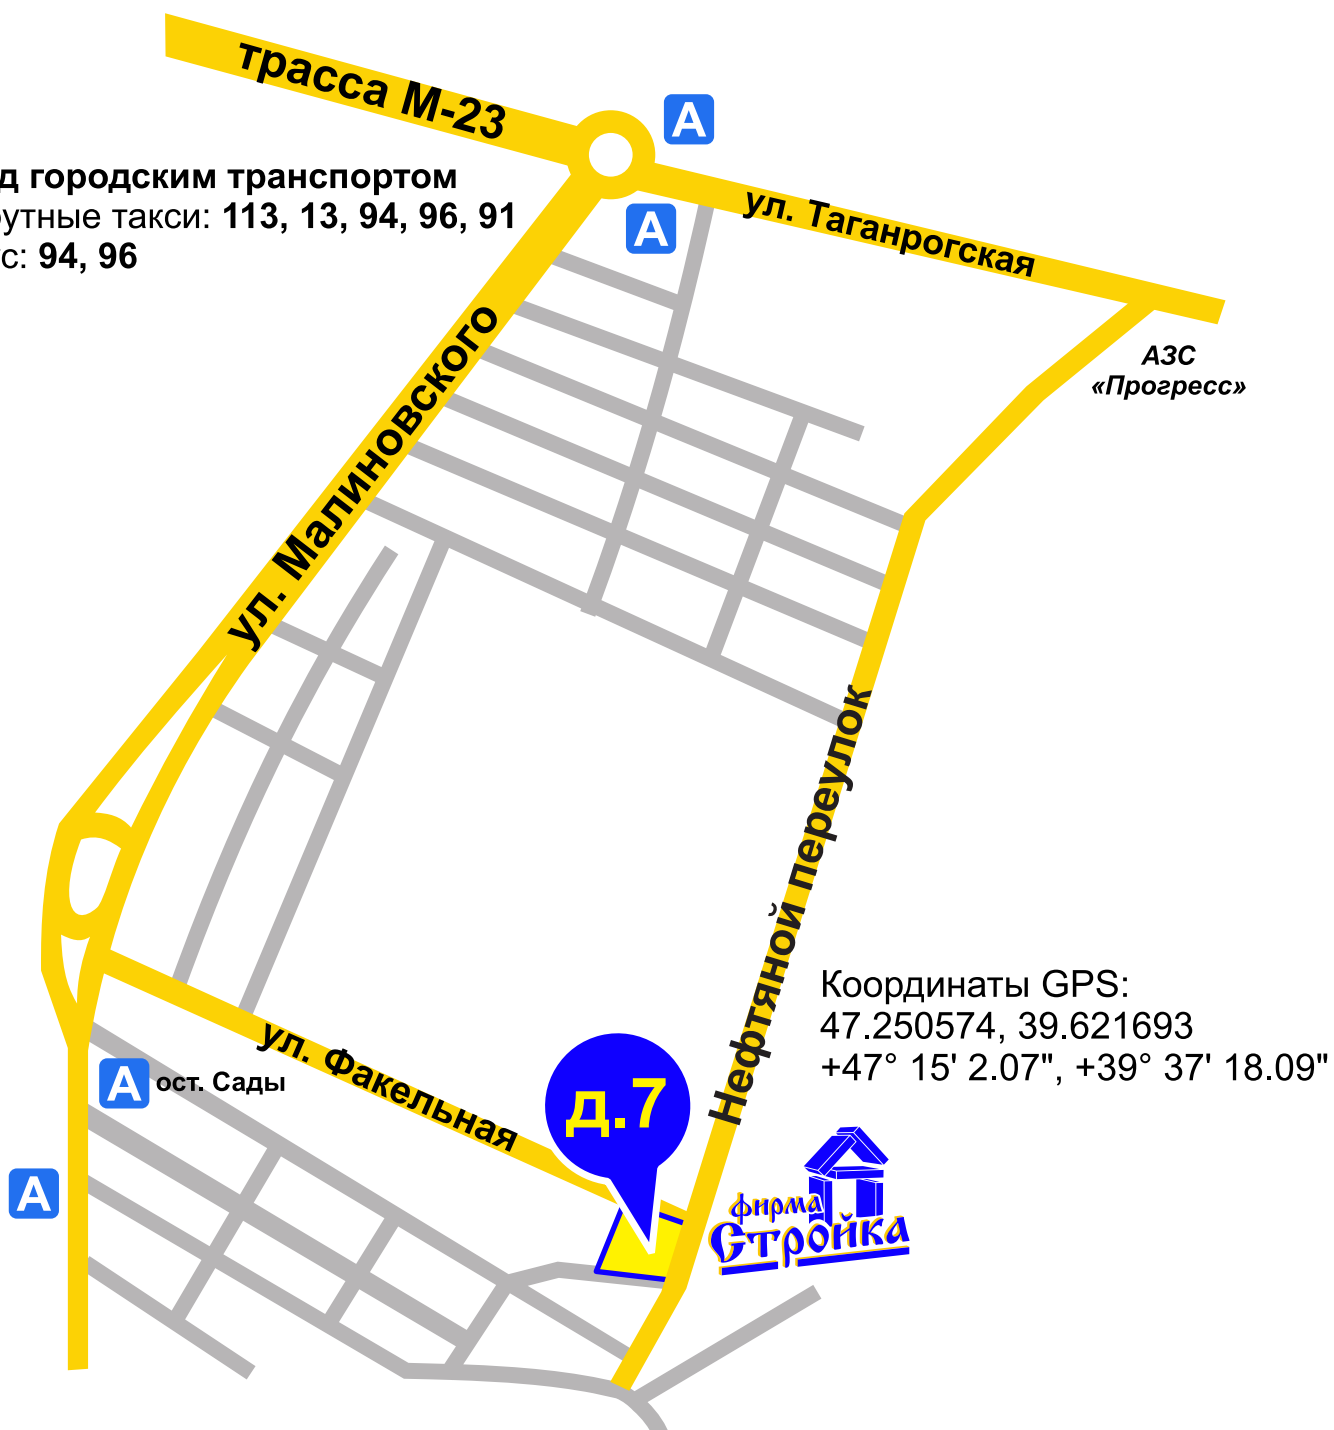 трасса М-23
А
д городским транспортом
рутные такси: 113, 13, 94, 96, 91
с: 94, 96
А
ул. Таганрогская
АЗС
«Прогресс»
ул. Малиновского
Нефтяной переулок
Координаты GPS:
47.250574, 39.621693
+47° 15' 2.07", +39° 37' 18.09"
ул. Факельная
А ост. Сады
д.7
А
фирма
Стройка